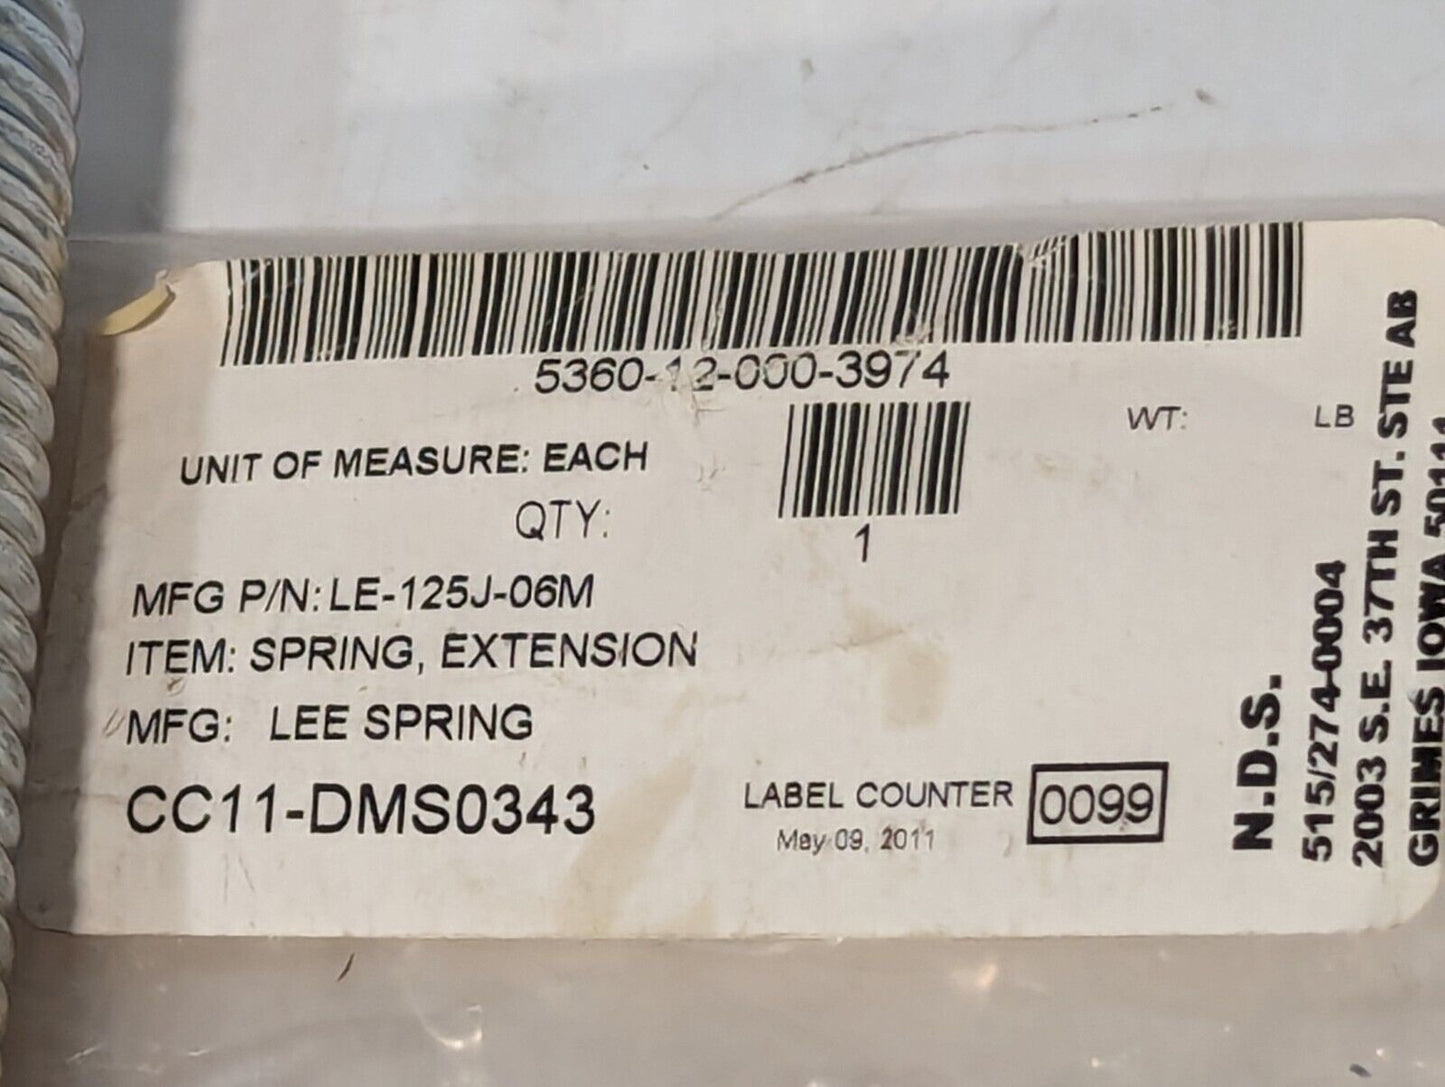 5360-12-000-3974
WT: LB
UNIT OF MEASURE: EACH
QTY: 1
MFG P/N: LE-125J-06M
ITEM: SPRING, EXTENSION
MFG: LEE SPRING
CC11-DMS0343
LABEL COUNTER 0099
May 09, 2011
N.D.S.
515/274-0004
2003 S.E. 37TH ST. STE AB
GRIMES IOWA 50111